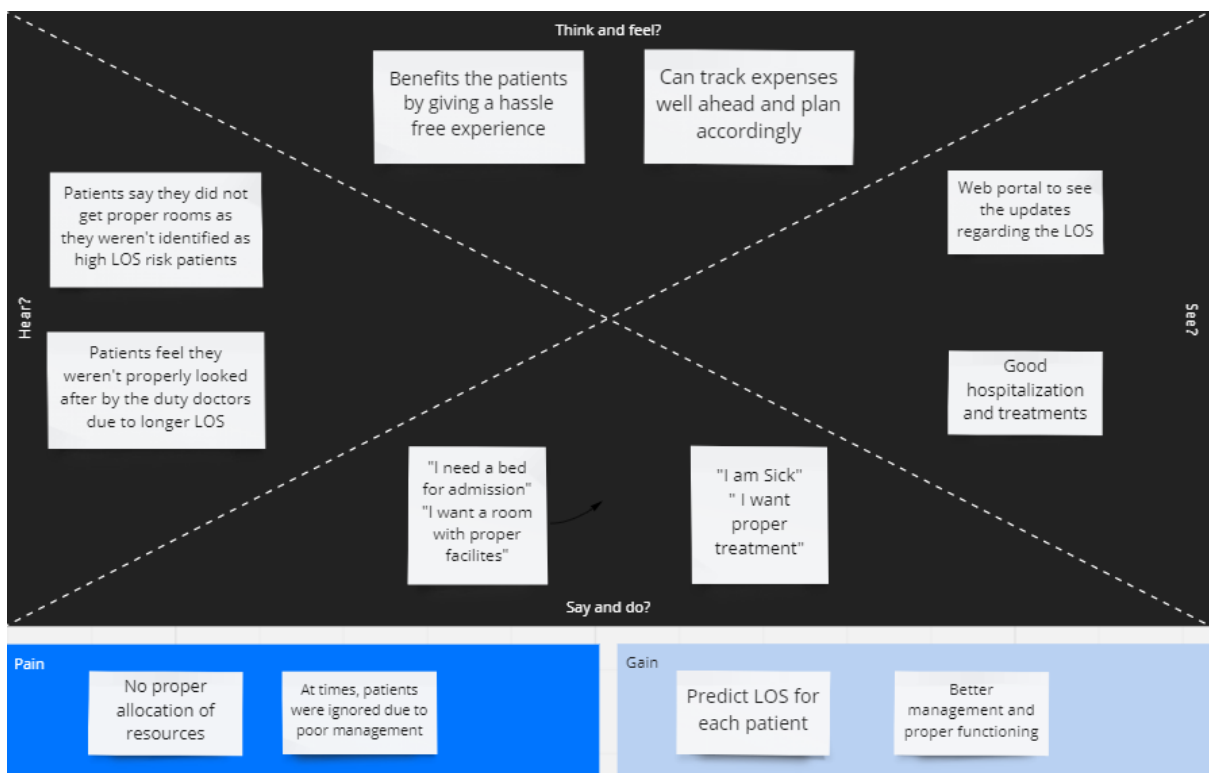 Think and feel?
Benefits the patients
by giving a hassle
free experience
Can track expenses
well ahead and plan
accordingly
Hear?
Patients say they did not
get proper rooms as
they weren't identified as
high LOS risk patients
Patients feel they
weren't properly looked
after by the duty doctors
due to longer LOS
See?
Web portal to see
the updates
regarding the LOS
Good
hospitalization
and treatments
"I need a bed
for admission"
"I want a room
with proper
facilites"
"I am Sick"
" I want
proper
treatment"
Say and do?
Pain
No proper
allocation of
resources
At times, patients
were ignored due to
poor management
Gain
Predict LOS for
each patient
Better
management and
proper functioning